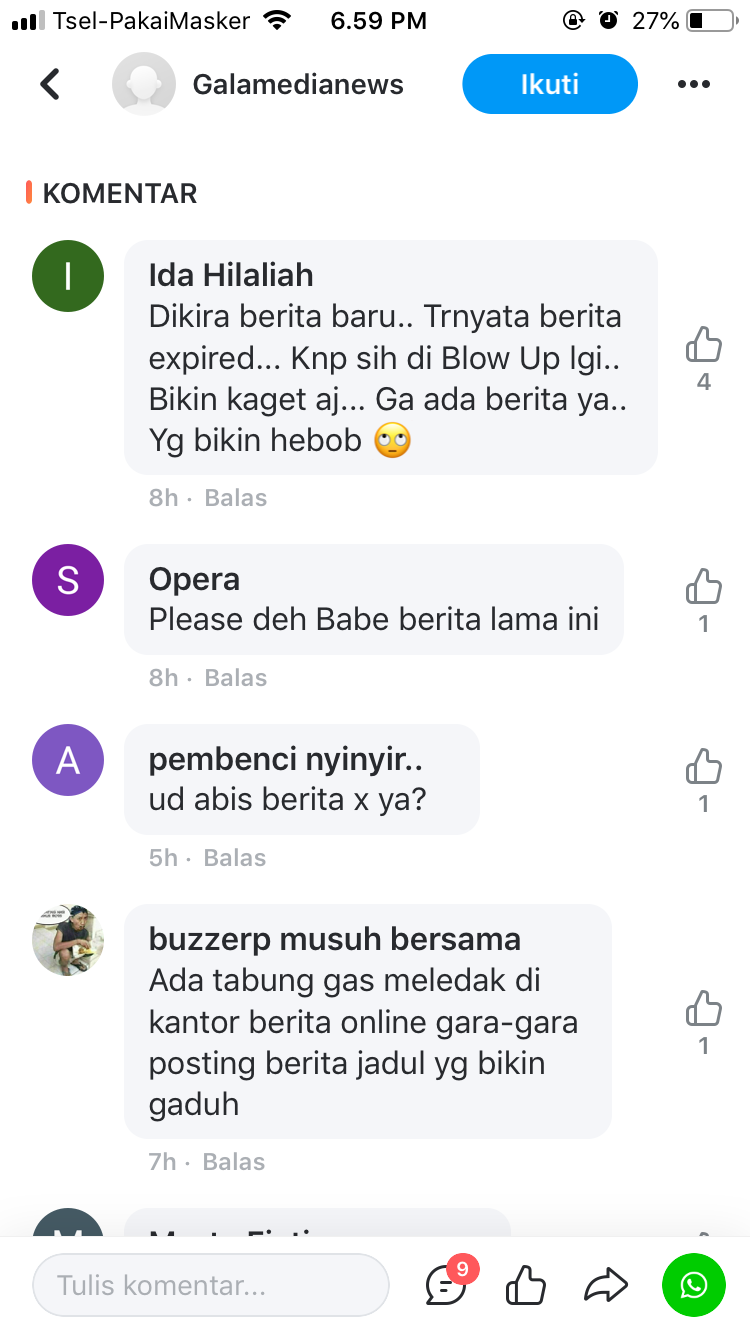 Tsel-PakaiMasker 6.59 PM 27%
Galamedianews Ikuti
KOMENTAR
I
Ida Hilaliah
Dikira berita baru.. Trnyata berita
expired... Knp sih di Blow Up lgi..
Bikin kaget aj... Ga ada berita ya..
Yg bikin hebob 🙄
4
8h · Balas
S
Opera
Please deh Babe berita lama ini
1
8h · Balas
A
pembenci nyinyir..
ud abis berita x ya?
1
5h · Balas
buzzerp musuh bersama
Ada tabung gas meledak di
kantor berita online gara-gara
posting berita jadul yg bikin
gaduh
1
7h · Balas
Tulis komentar...
9